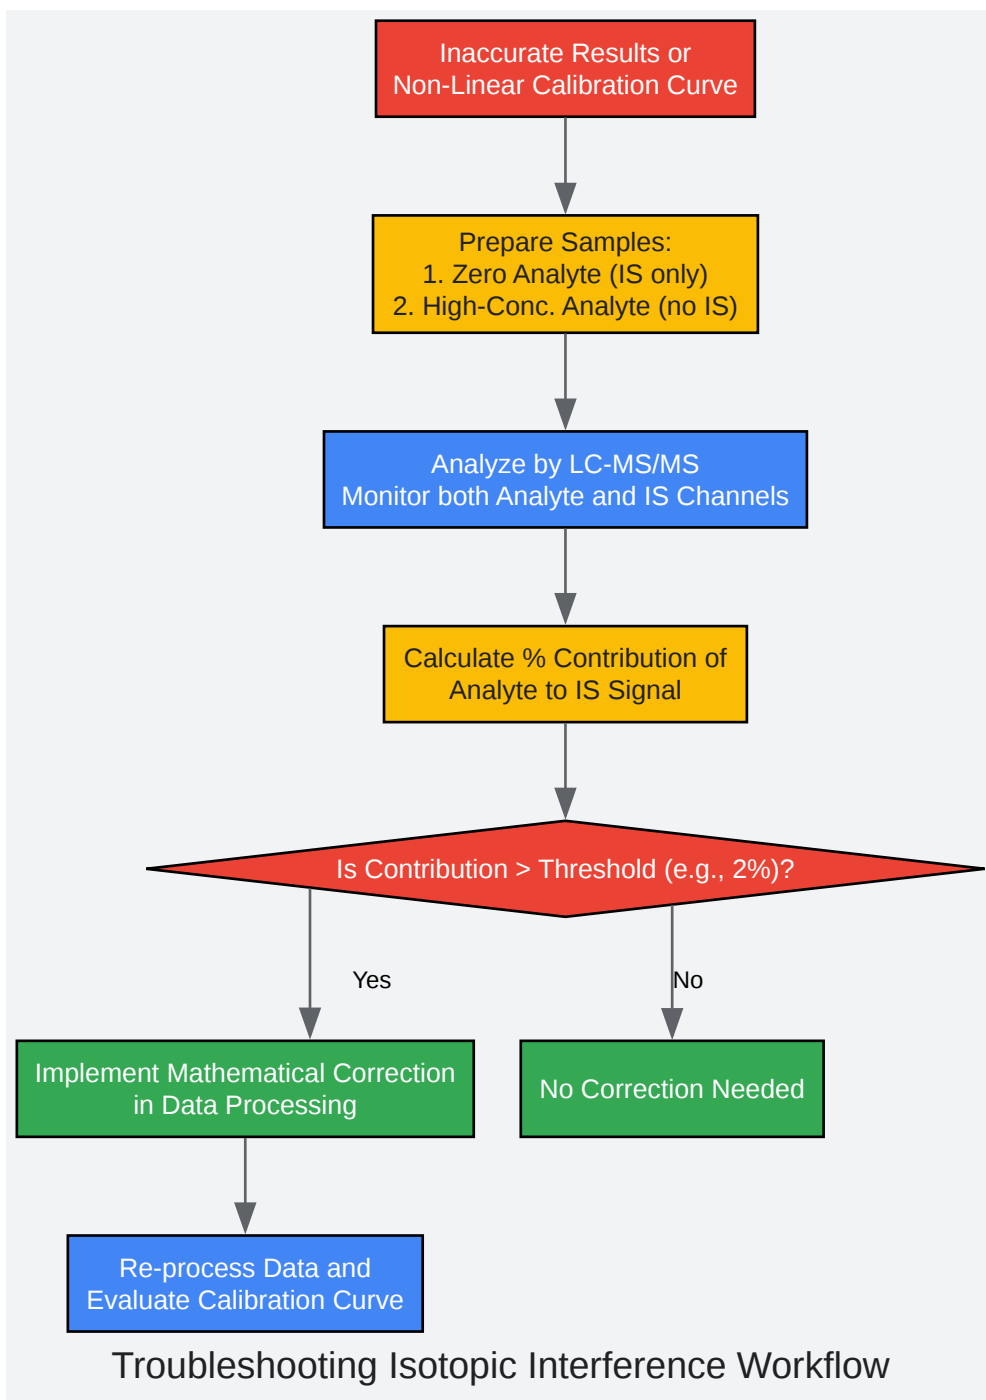 Inaccurate Results or
Non-Linear Calibration Curve
Prepare Samples:
1. Zero Analyte (IS only)
2. High-Conc. Analyte (no IS)
Analyze by LC-MS/MS
Monitor both Analyte and IS Channels
Calculate % Contribution of
Analyte to IS Signal
Is Contribution > Threshold (e.g., 2%)?
Yes
No
Implement Mathematical Correction
in Data Processing
No Correction Needed
Re-process Data and
Evaluate Calibration Curve
Troubleshooting Isotopic Interference Workflow